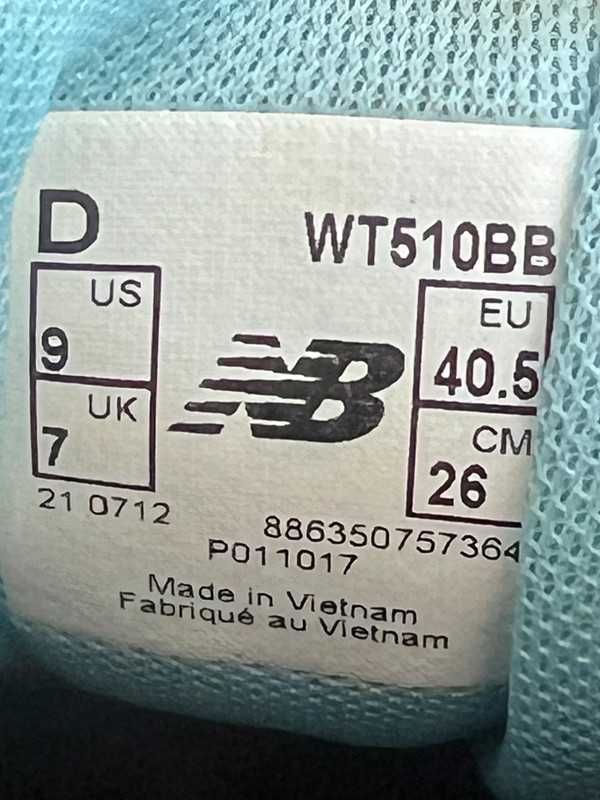 D
WT510BB
US
9
UK
7
EU
40.5
CM
26
21 0712
886350757364
P011017
Made in Vietnam
Fabriqué au Vietnam